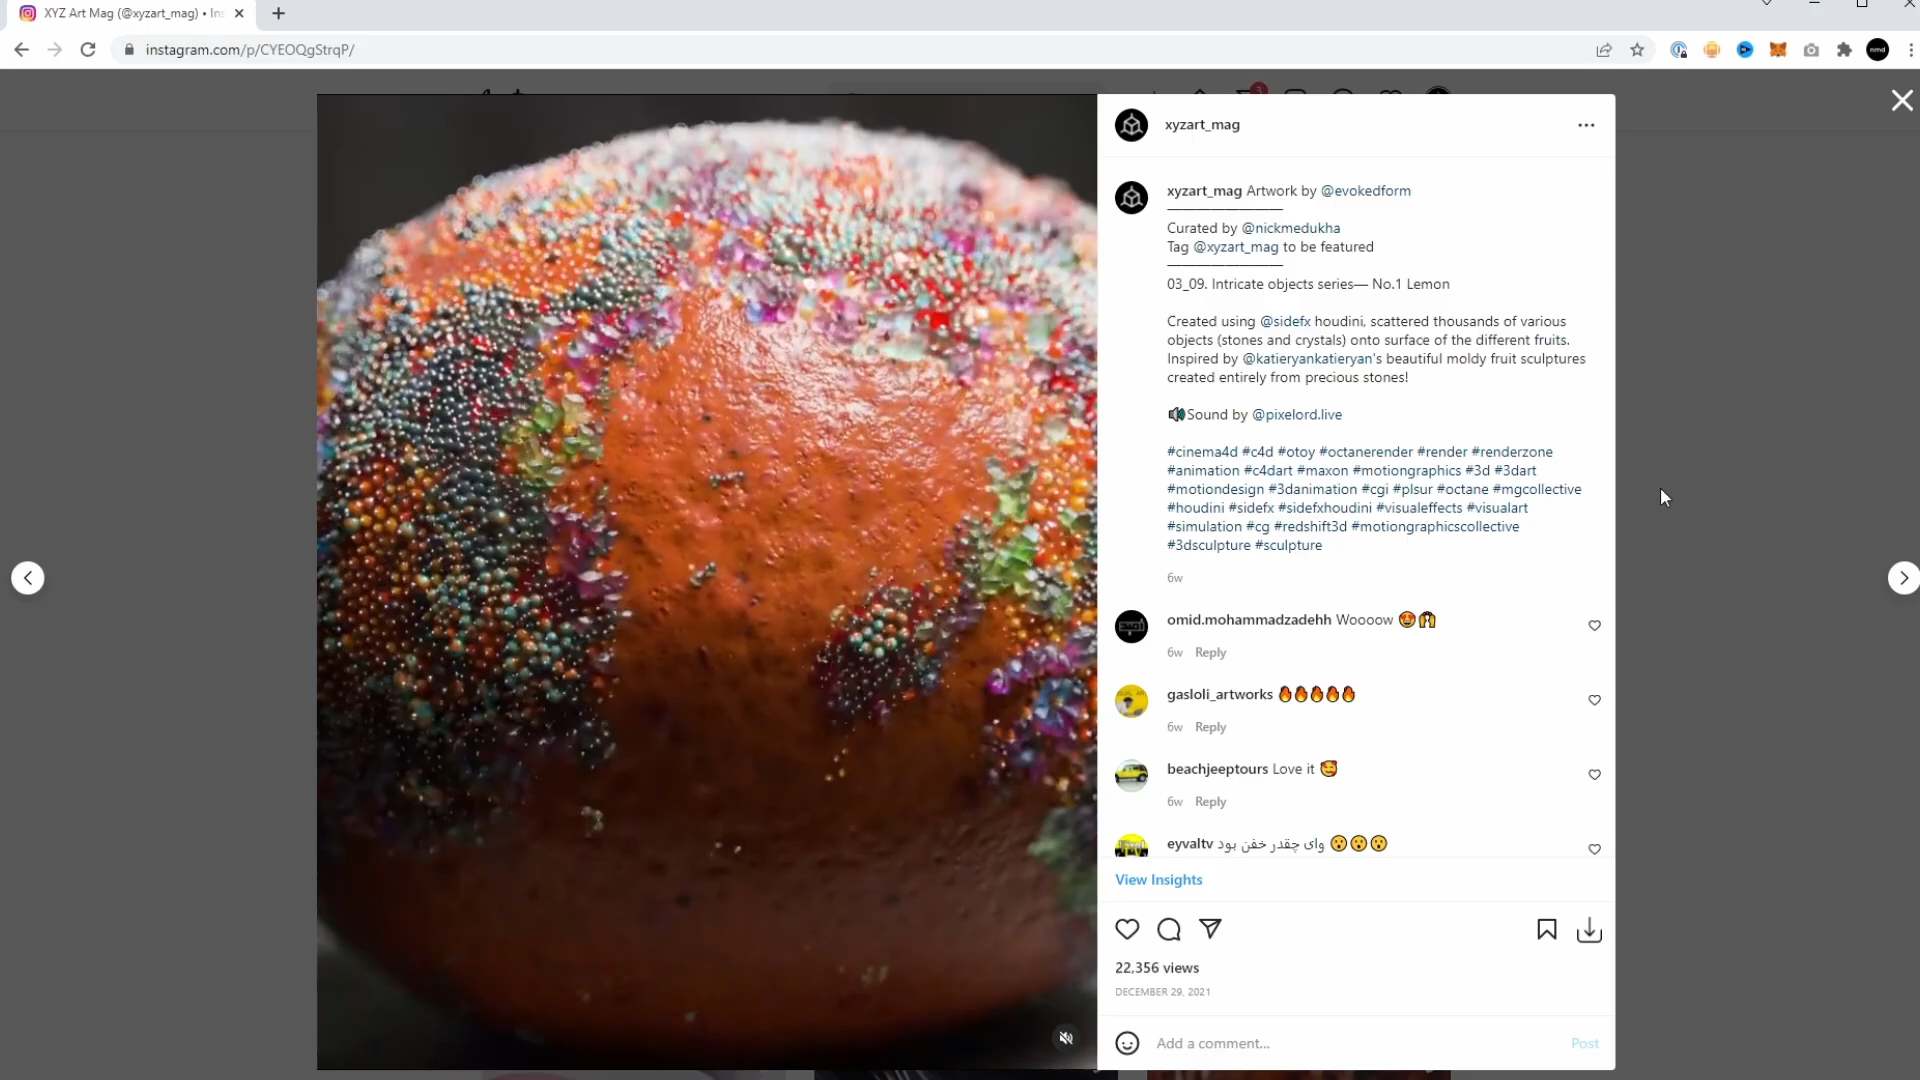 XYZ Art Mag (@xyzart_mag) • Ins
instagram.com/p/CYEOQgStrqP/
nmd
3
xyzart_mag
xyzart_mag Artwork by @evokedform
————————
Curated by @nickmedukha
Tag @xyzart_mag to be featured
————————
03_09. Intricate objects series— No.1 Lemon
Created using @sidefx houdini, scattered thousands of various
objects (stones and crystals) onto surface of the different fruits.
Inspired by @katieryankatieryan's beautiful moldy fruit sculptures
created entirely from precious stones!
🔊Sound by @pixelord.live
#cinema4d #c4d #otoy #octanerender #render #renderzone
#animation #c4dart #maxon #motiongraphics #3d #3dart
#motiondesign #3danimation #cgi #plsur #octane #mgcollective
#houdini #sidefx #sidefxhoudini #visualeffects #visualart
#simulation #cg #redshift3d #motiongraphicscollective
#3dsculpture #sculpture
6w
omid.mohammadzadehh Woooow 😍🙌
6w Reply
gasloli_artworks 🔥🔥🔥🔥🔥
6w Reply
beachjeeptours Love it 🥰
6w Reply
eyvaltv وای چقدر خفن بود 😮😮😮
View Insights
22,356 views
DECEMBER 29, 2021
Add a comment...
Post